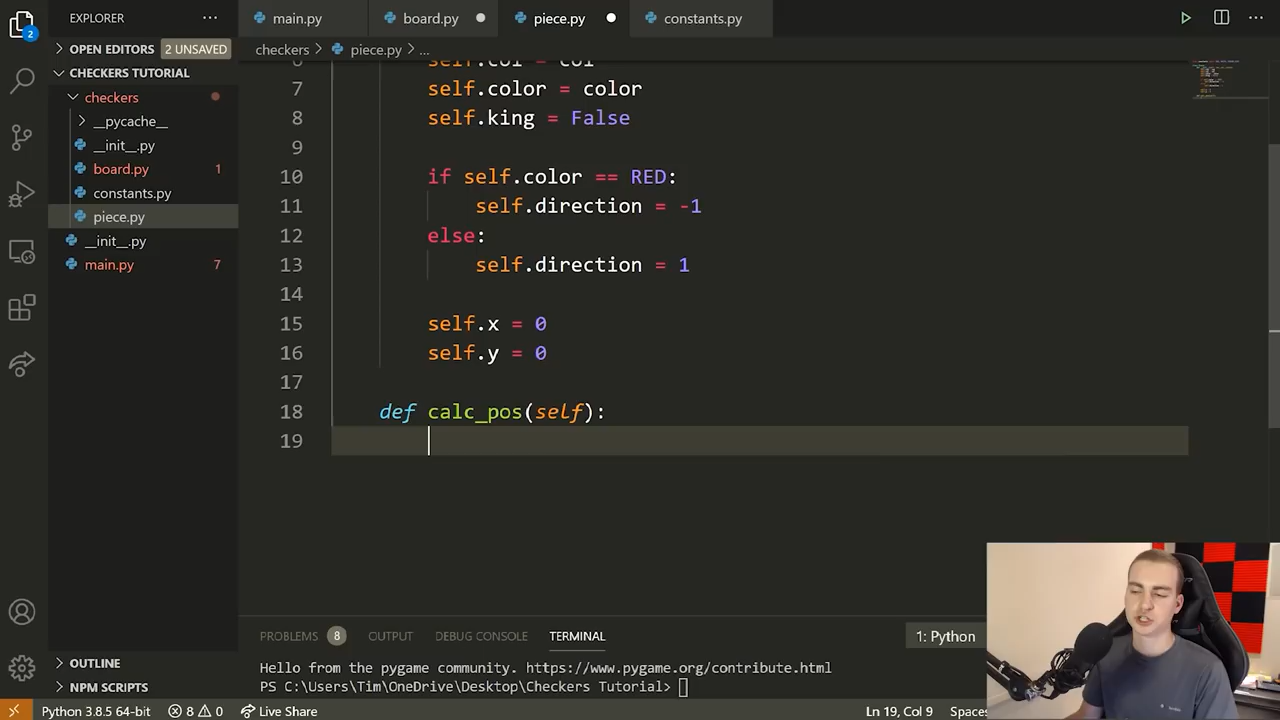 EXPLORER
OPEN EDITORS 2 UNSAVED
CHECKERS TUTORIAL
checkers
__pycache__
__init__.py
board.py 1
constants.py
piece.py
__init__.py
main.py 7
OUTLINE
NPM SCRIPTS
2
main.py board.py piece.py constants.py
checkers piece.py ...
6 self.col = col
7 self.color = color
8 self.king = False
9
10 if self.color == RED:
11 self.direction = -1
12 else:
13 self.direction = 1
14
15 self.x = 0
16 self.y = 0
17
18 def calc_pos(self):
19
PROBLEMS 8 OUTPUT DEBUG CONSOLE TERMINAL 1: Python
Hello from the pygame community. https://www.pygame.org/contribute.html
PS C:\Users\Tim\OneDrive\Desktop\Checkers Tutorial>
Python 3.8.5 64-bit 8 0 Live Share Ln 19, Col 9 Spaces